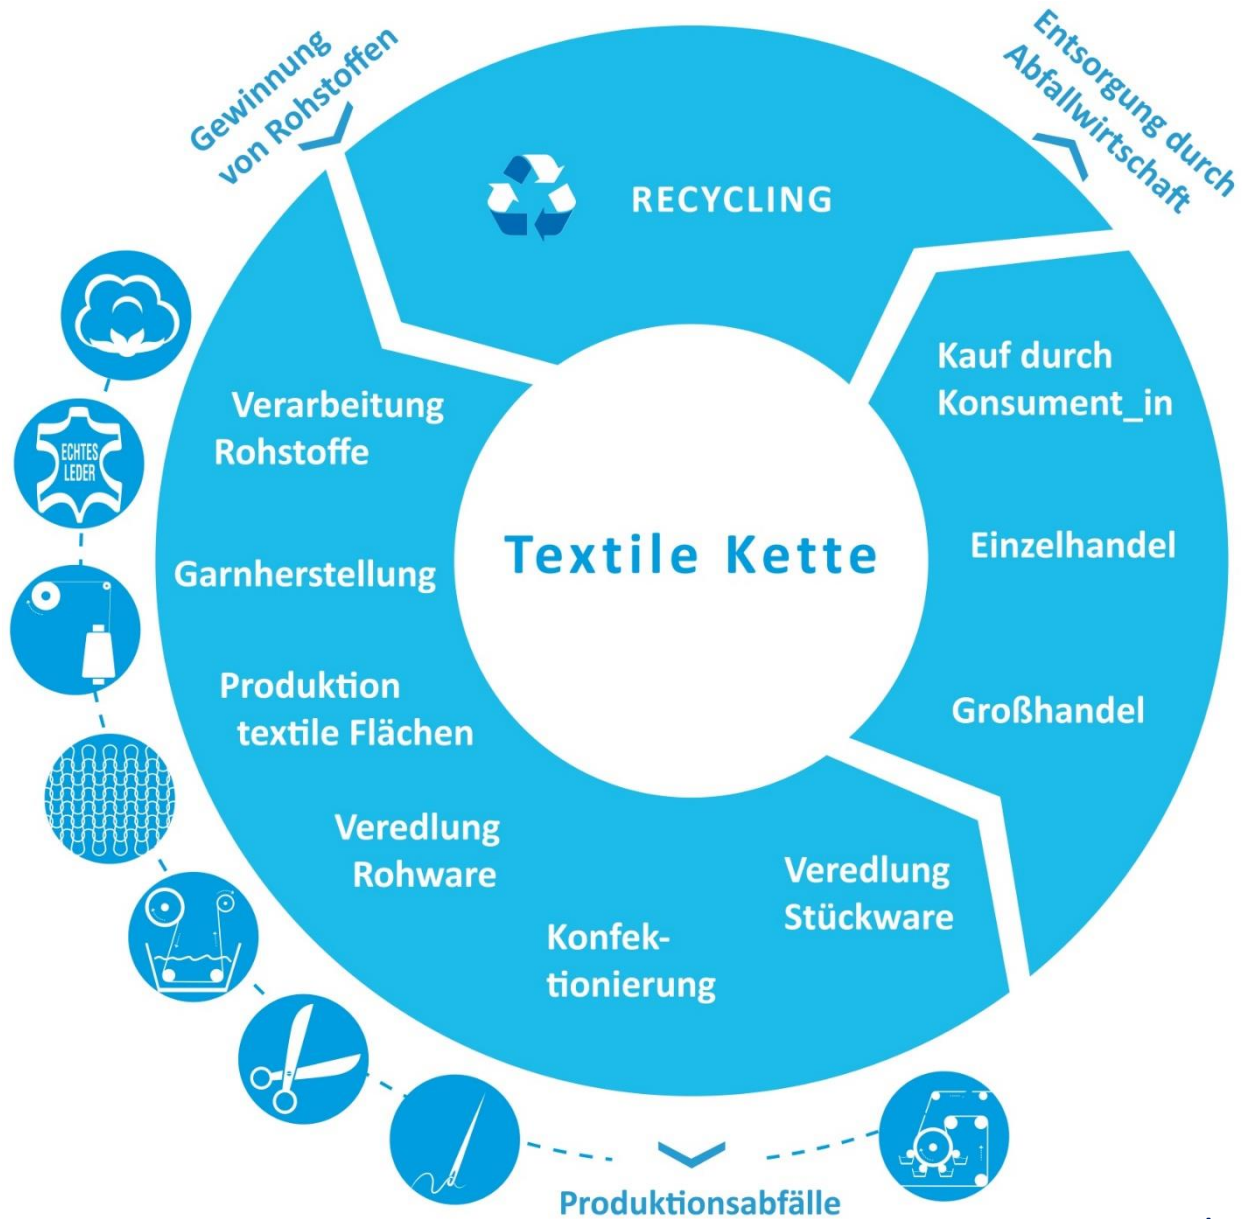 Gewinnung
von Rohstoffen
Entsorgung durch
Abfallwirtschaft
RECYCLING
Kauf durch
Konsument_in
Verarbeitung
Rohstoffe
ECHTES
LEDER
Textile Kette
Einzelhandel
Garnherstellung
Produktion
textile Flächen
Großhandel
Veredlung
Rohware
Veredlung
Stückware
Konfek-
tionierung
Produktionsabfälle